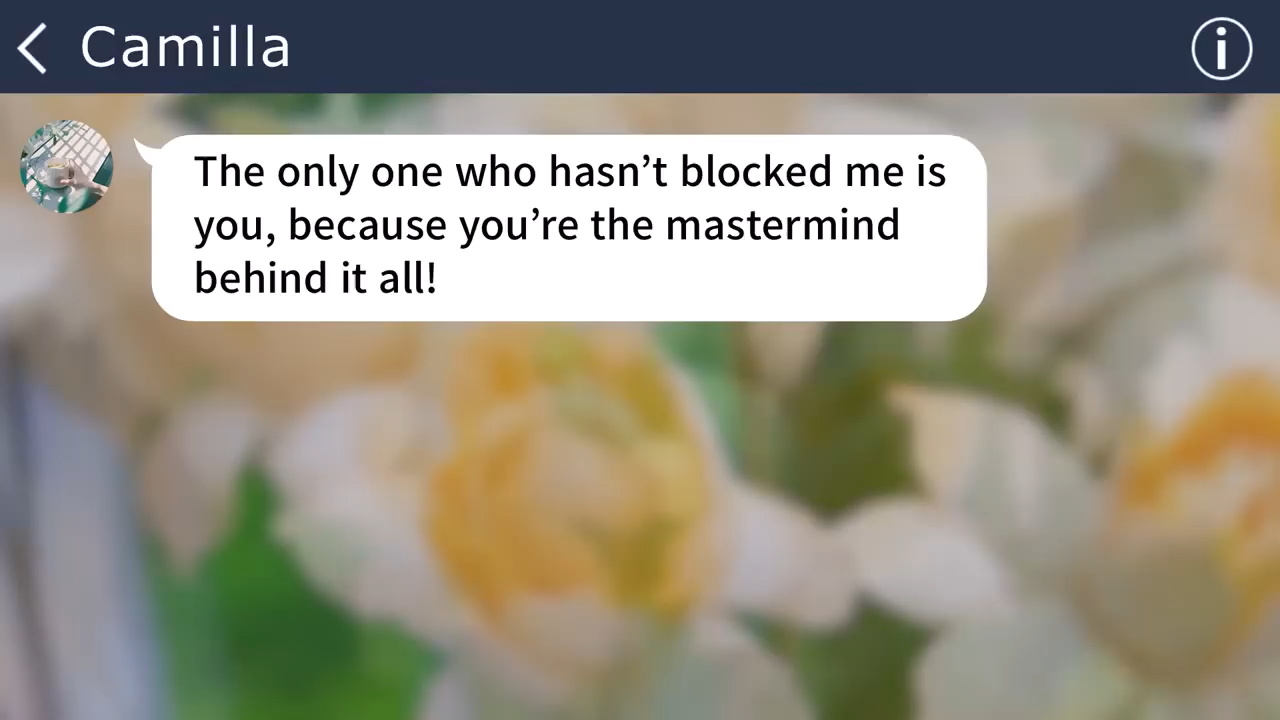 Camilla
The only one who hasn’t blocked me is
you, because you’re the mastermind
behind it all!